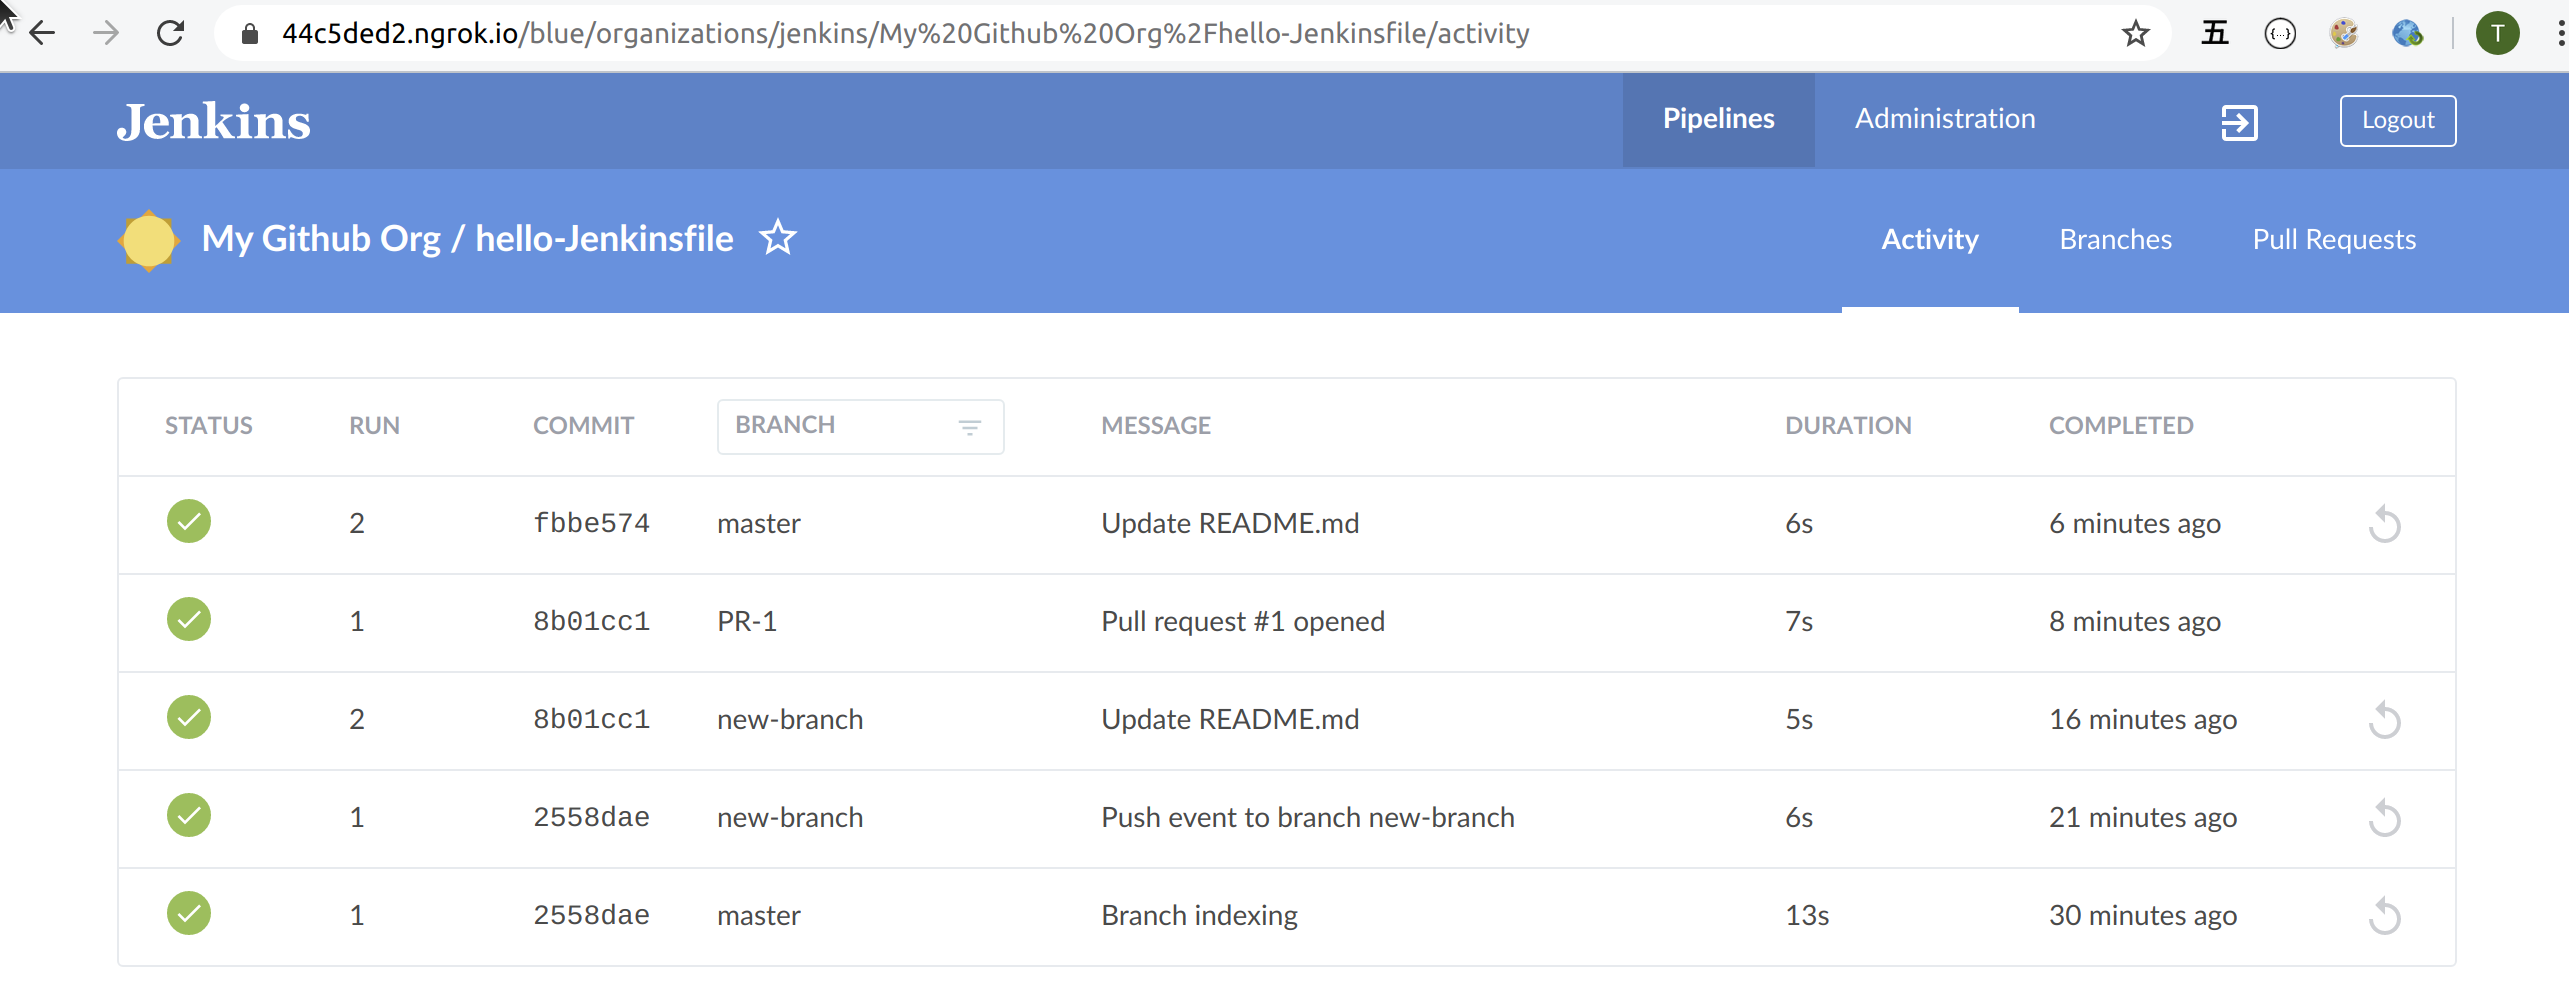 44c5ded2.ngrok.io/blue/organizations/jenkins/My%20Github%20Org%2Fhello-Jenkinsfile/activity 五 {...} T
Jenkins Pipelines Administration Logout
My Github Org / hello-Jenkinsfile Activity Branches Pull Requests
STATUS RUN COMMIT BRANCH MESSAGE DURATION COMPLETED
2 fbbe574 master Update README.md 6s 6 minutes ago
1 8b01cc1 PR-1 Pull request #1 opened 7s 8 minutes ago
2 8b01cc1 new-branch Update README.md 5s 16 minutes ago
1 2558dae new-branch Push event to branch new-branch 6s 21 minutes ago
1 2558dae master Branch indexing 13s 30 minutes ago